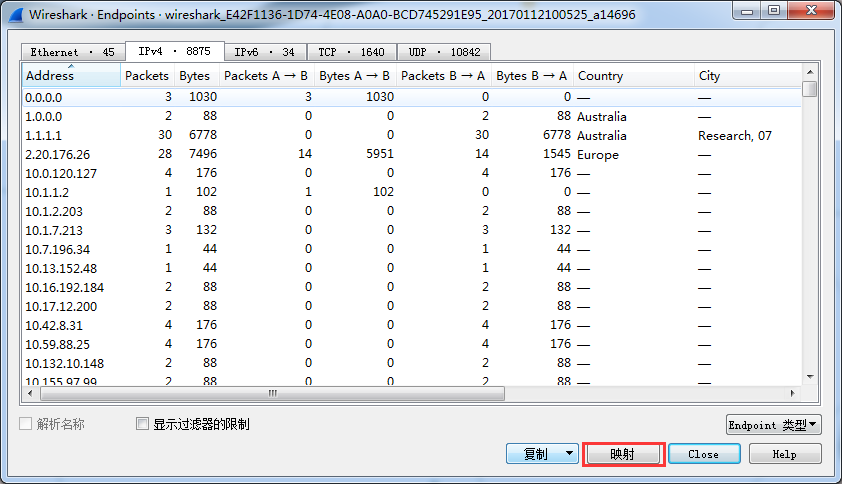 Wireshark · Endpoints · wireshark_E42F1136-1D74-4E08-A0A0-BCD745291E95_20170112100525_a14696
Ethernet · 45 IPv4 · 8875 IPv6 · 34 TCP · 1640 UDP · 10842
Address Packets Bytes Packets A → B Bytes A → B Packets B → A Bytes B → A Country City
0.0.0.0 3 1030 3 1030 0 0 — —
1.0.0.0 2 88 0 0 2 88 Australia —
1.1.1.1 30 6778 0 0 30 6778 Australia Research, 07
2.20.176.26 28 7496 14 5951 14 1545 Europe —
10.0.120.127 4 176 0 0 4 176 — —
10.1.1.2 1 102 1 102 0 0 — —
10.1.2.203 2 88 0 0 2 88 — —
10.1.7.213 3 132 0 0 3 132 — —
10.7.196.34 1 44 0 0 1 44 — —
10.13.152.48 1 44 0 0 1 44 — —
10.16.192.184 2 88 0 0 2 88 — —
10.17.12.200 2 88 0 0 2 88 — —
10.42.8.31 4 176 0 0 4 176 — —
10.59.88.25 4 176 0 0 4 176 — —
10.132.10.148 2 88 0 0 2 88 — —
10.155.97.99 2 88 0 0 2 88 — —
解析名称 显示过滤器的限制 Endpoint 类型
复制 映射 Close Help